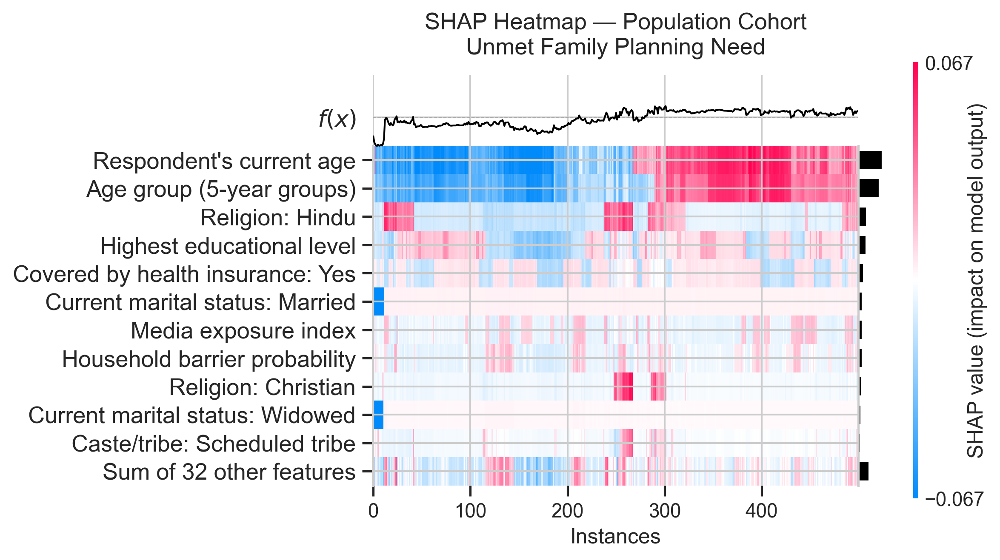 SHAP Heatmap — Population Cohort
Unmet Family Planning Need
0.067
f(x)
Respondent's current age
Age group (5-year groups)
Religion: Hindu
Highest educational level
Covered by health insurance: Yes
Current marital status: Married
Media exposure index
Household barrier probability
Religion: Christian
Current marital status: Widowed
Caste/tribe: Scheduled tribe
Sum of 32 other features
SHAP value (impact on model output)
−0.067
0 100 200 300 400
Instances